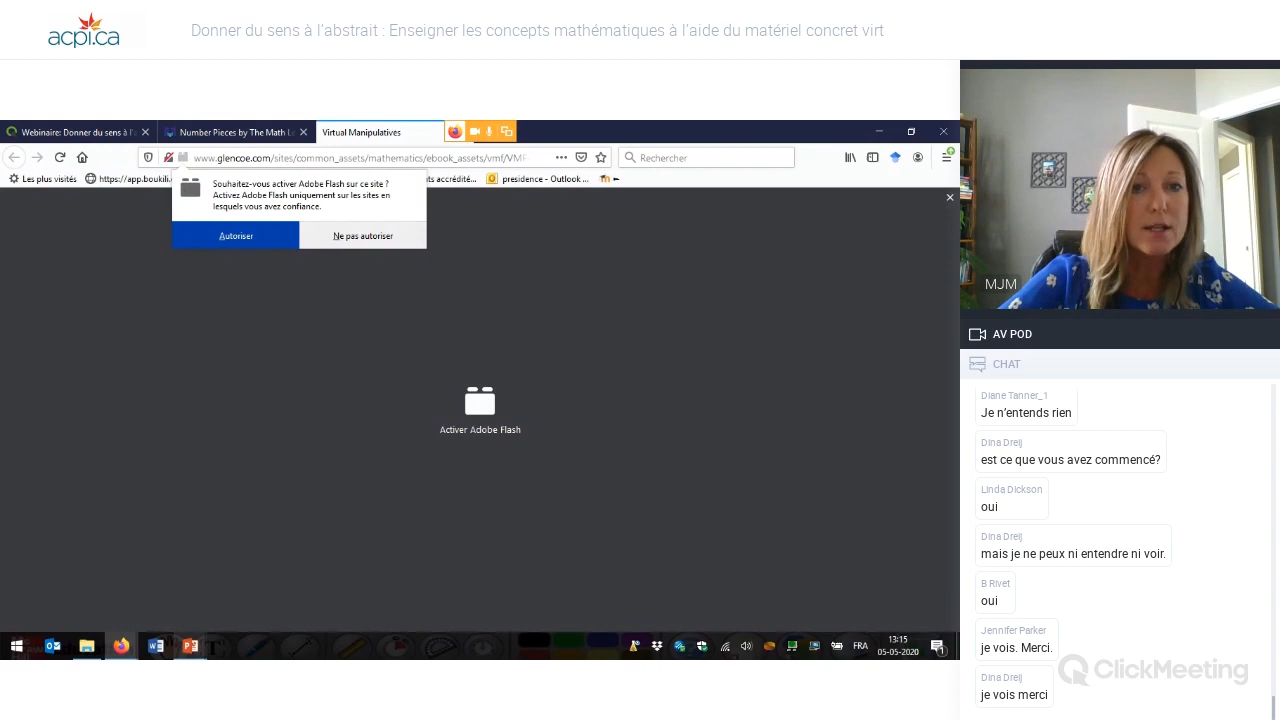 acpi.ca
Donner du sens à l'abstrait : Enseigner les concepts mathématiques à l'aide du matériel concret virt
Webinaire: Donner du sens à l'a
Number Pieces by The Math Le
Virtual Manipulatives
www.glencoe.com/sites/common_assets/mathematics/ebook_assets/vmf/VMF
Rechercher
Les plus visités
https://app.boukili.
ts accrédité...
presidence - Outlook ...
Souhaitez-vous activer Adobe Flash sur ce site ?
Activez Adobe Flash uniquement sur les sites en
lesquels vous avez confiance.
Autoriser
Ne pas autoriser
Activer Adobe Flash
FRA
13:15
05-05-2020
1
MJM
AV POD
CHAT
Diane Tanner_1
Je n'entends rien
Dina Dreij
est ce que vous avez commencé?
Linda Dickson
oui
Dina Dreij
mais je ne peux ni entendre ni voir.
B Rivet
oui
Jennifer Parker
je vois. Merci.
Dina Dreij
je vois merci
ClickMeeting